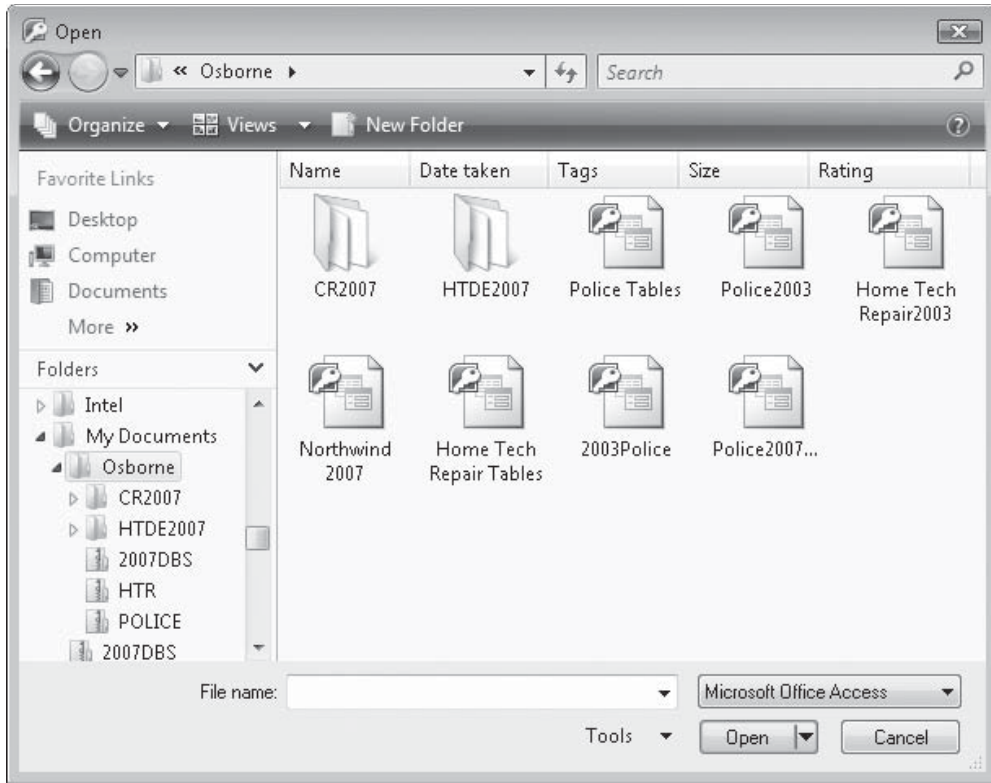 Open
« Osborne
Search
Organize Views New Folder
Favorite Links
Desktop
Computer
Documents
More »
Folders
Intel
My Documents
Osborne
CR2007
HTDE2007
2007DBS
HTR
POLICE
2007DBS
Name Date taken Tags Size Rating
CR2007 HTDE2007 Police Tables Police2003 Home Tech
Repair2003
Northwind Home Tech 2003Police Police2007...
2007 Repair Tables
File name:
Microsoft Office Access
Tools Open Cancel